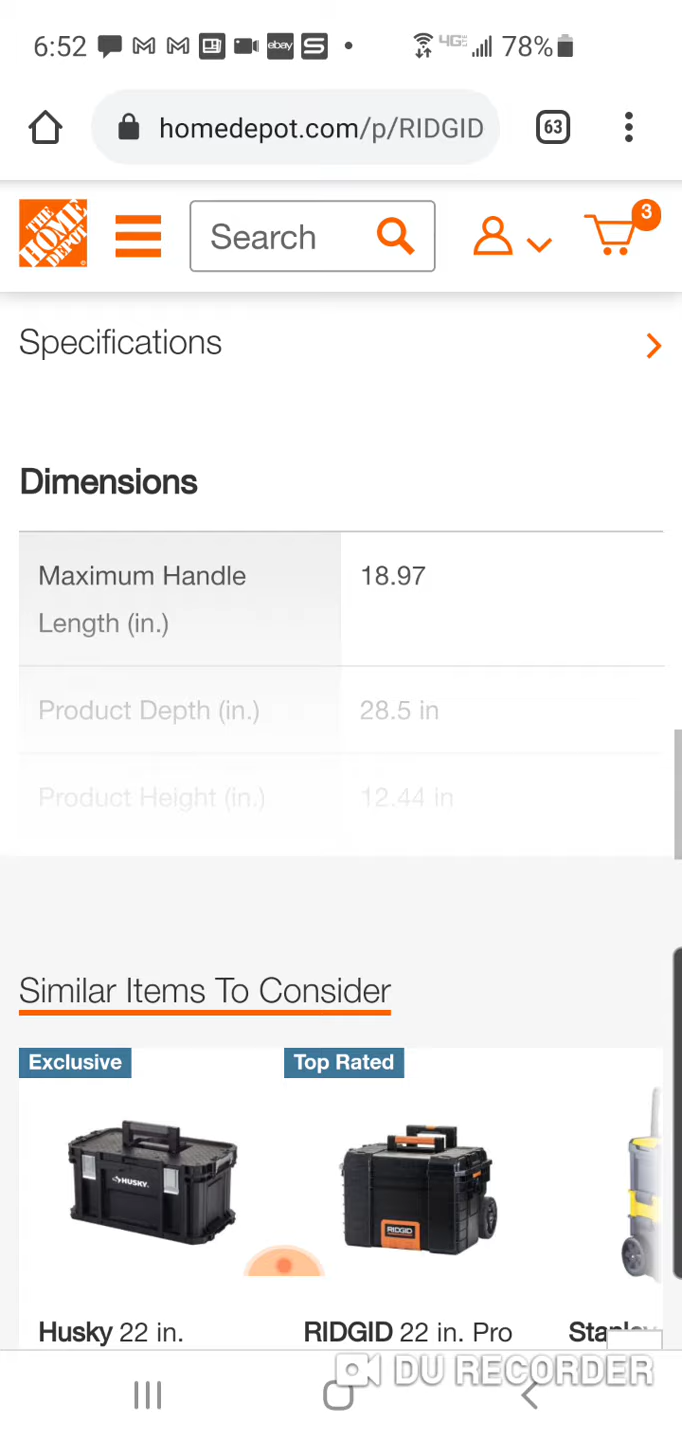 6:52 ebay S 4G 78%
homedepot.com/p/RIDGID 63
THE HOME DEPOT Search 3
Specifications
Dimensions
Maximum Handle 18.97
Length (in.)
Product Depth (in.) 28.5 in
Product Height (in.) 12.44 in
Similar Items To Consider
Exclusive Top Rated
HUSKY.
RIDGID
Husky 22 in. RIDGID 22 in. Pro
DU RECORDER